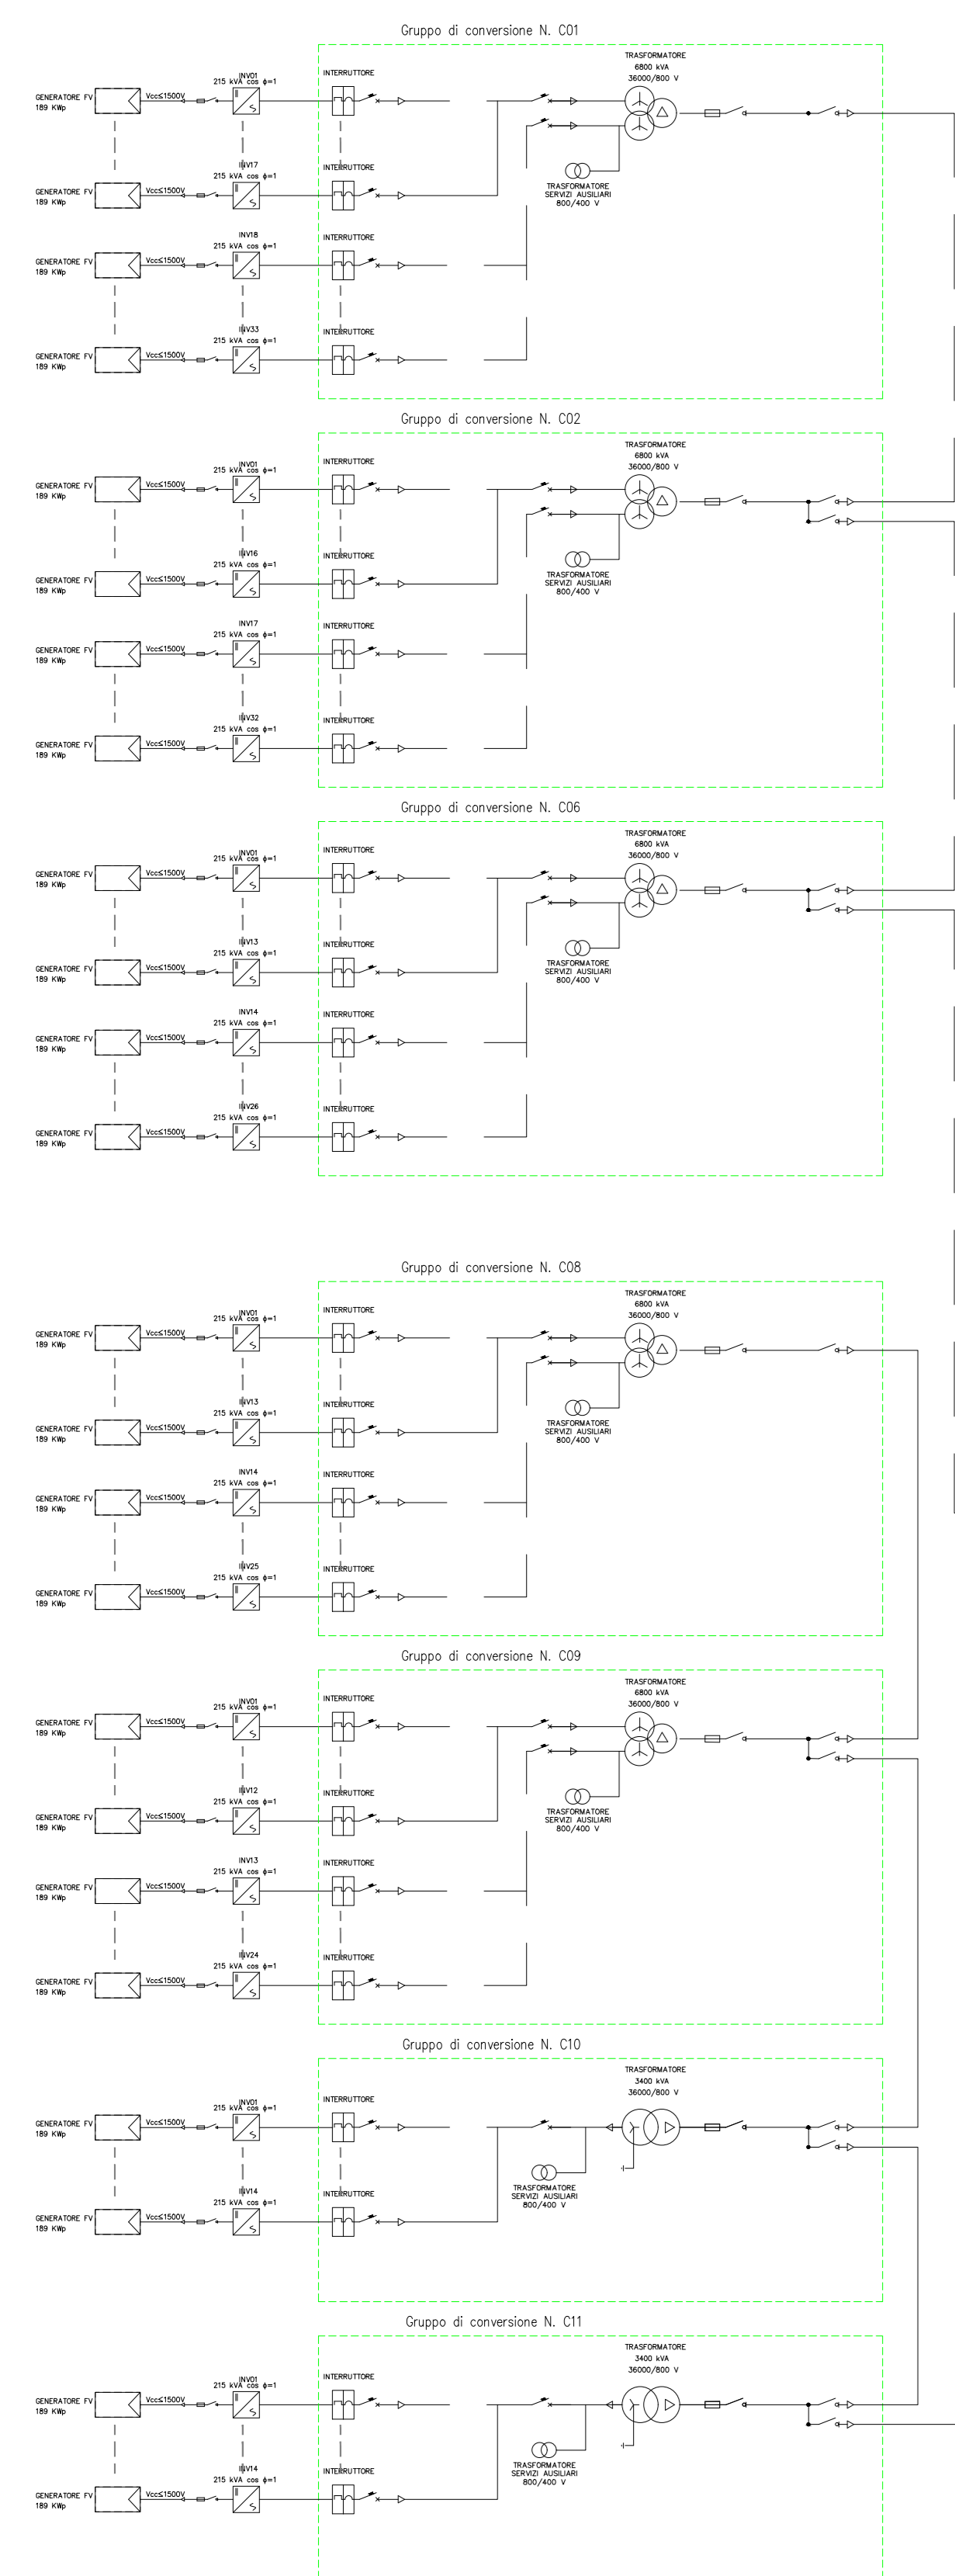 Gruppo di conversione N. C01
TRASFORMATORE
6800 kVA
36000/800 V
INV01
215 kVA cos ϕ=1
INTERRUTTORE
GENERATORE FV
189 KWp
Vcc≤1500V
INV17
215 kVA cos ϕ=1
INTERRUTTORE
GENERATORE FV
189 KWp
Vcc≤1500V
TRASFORMATORE
SERVIZI AUSILIARI
800/400 V
INV18
215 kVA cos ϕ=1
INTERRUTTORE
GENERATORE FV
189 KWp
Vcc≤1500V
INV33
215 kVA cos ϕ=1
INTERRUTTORE
GENERATORE FV
189 KWp
Vcc≤1500V
Gruppo di conversione N. C02
TRASFORMATORE
6800 kVA
36000/800 V
INV01
215 kVA cos ϕ=1
INTERRUTTORE
GENERATORE FV
189 KWp
Vcc≤1500V
INV16
215 kVA cos ϕ=1
INTERRUTTORE
GENERATORE FV
189 KWp
Vcc≤1500V
TRASFORMATORE
SERVIZI AUSILIARI
800/400 V
INV17
215 kVA cos ϕ=1
INTERRUTTORE
GENERATORE FV
189 KWp
Vcc≤1500V
INV32
215 kVA cos ϕ=1
INTERRUTTORE
GENERATORE FV
189 KWp
Vcc≤1500V
Gruppo di conversione N. C06
TRASFORMATORE
6800 kVA
36000/800 V
INV01
215 kVA cos ϕ=1
INTERRUTTORE
GENERATORE FV
189 KWp
Vcc≤1500V
INV13
215 kVA cos ϕ=1
INTERRUTTORE
GENERATORE FV
189 KWp
Vcc≤1500V
TRASFORMATORE
SERVIZI AUSILIARI
800/400 V
INV14
215 kVA cos ϕ=1
INTERRUTTORE
GENERATORE FV
189 KWp
Vcc≤1500V
INV26
215 kVA cos ϕ=1
INTERRUTTORE
GENERATORE FV
189 KWp
Vcc≤1500V
Gruppo di conversione N. C08
TRASFORMATORE
6800 kVA
36000/800 V
INV01
215 kVA cos ϕ=1
INTERRUTTORE
GENERATORE FV
189 KWp
Vcc≤1500V
INV13
215 kVA cos ϕ=1
INTERRUTTORE
GENERATORE FV
189 KWp
Vcc≤1500V
TRASFORMATORE
SERVIZI AUSILIARI
800/400 V
INV14
215 kVA cos ϕ=1
INTERRUTTORE
GENERATORE FV
189 KWp
Vcc≤1500V
INV25
215 kVA cos ϕ=1
INTERRUTTORE
GENERATORE FV
189 KWp
Vcc≤1500V
Gruppo di conversione N. C09
TRASFORMATORE
6800 kVA
36000/800 V
INV01
215 kVA cos ϕ=1
INTERRUTTORE
GENERATORE FV
189 KWp
Vcc≤1500V
INV12
215 kVA cos ϕ=1
INTERRUTTORE
GENERATORE FV
189 KWp
Vcc≤1500V
TRASFORMATORE
SERVIZI AUSILIARI
800/400 V
INV13
215 kVA cos ϕ=1
INTERRUTTORE
GENERATORE FV
189 KWp
Vcc≤1500V
INV24
215 kVA cos ϕ=1
INTERRUTTORE
GENERATORE FV
189 KWp
Vcc≤1500V
Gruppo di conversione N. C10
TRASFORMATORE
3400 kVA
36000/800 V
INV01
215 kVA cos ϕ=1
INTERRUTTORE
GENERATORE FV
189 KWp
Vcc≤1500V
TRASFORMATORE
SERVIZI AUSILIARI
800/400 V
INV14
215 kVA cos ϕ=1
INTERRUTTORE
GENERATORE FV
189 KWp
Vcc≤1500V
Gruppo di conversione N. C11
TRASFORMATORE
3400 kVA
36000/800 V
INV01
215 kVA cos ϕ=1
INTERRUTTORE
GENERATORE FV
189 KWp
Vcc≤1500V
TRASFORMATORE
SERVIZI AUSILIARI
800/400 V
INV14
215 kVA cos ϕ=1
INTERRUTTORE
GENERATORE FV
189 KWp
Vcc≤1500V